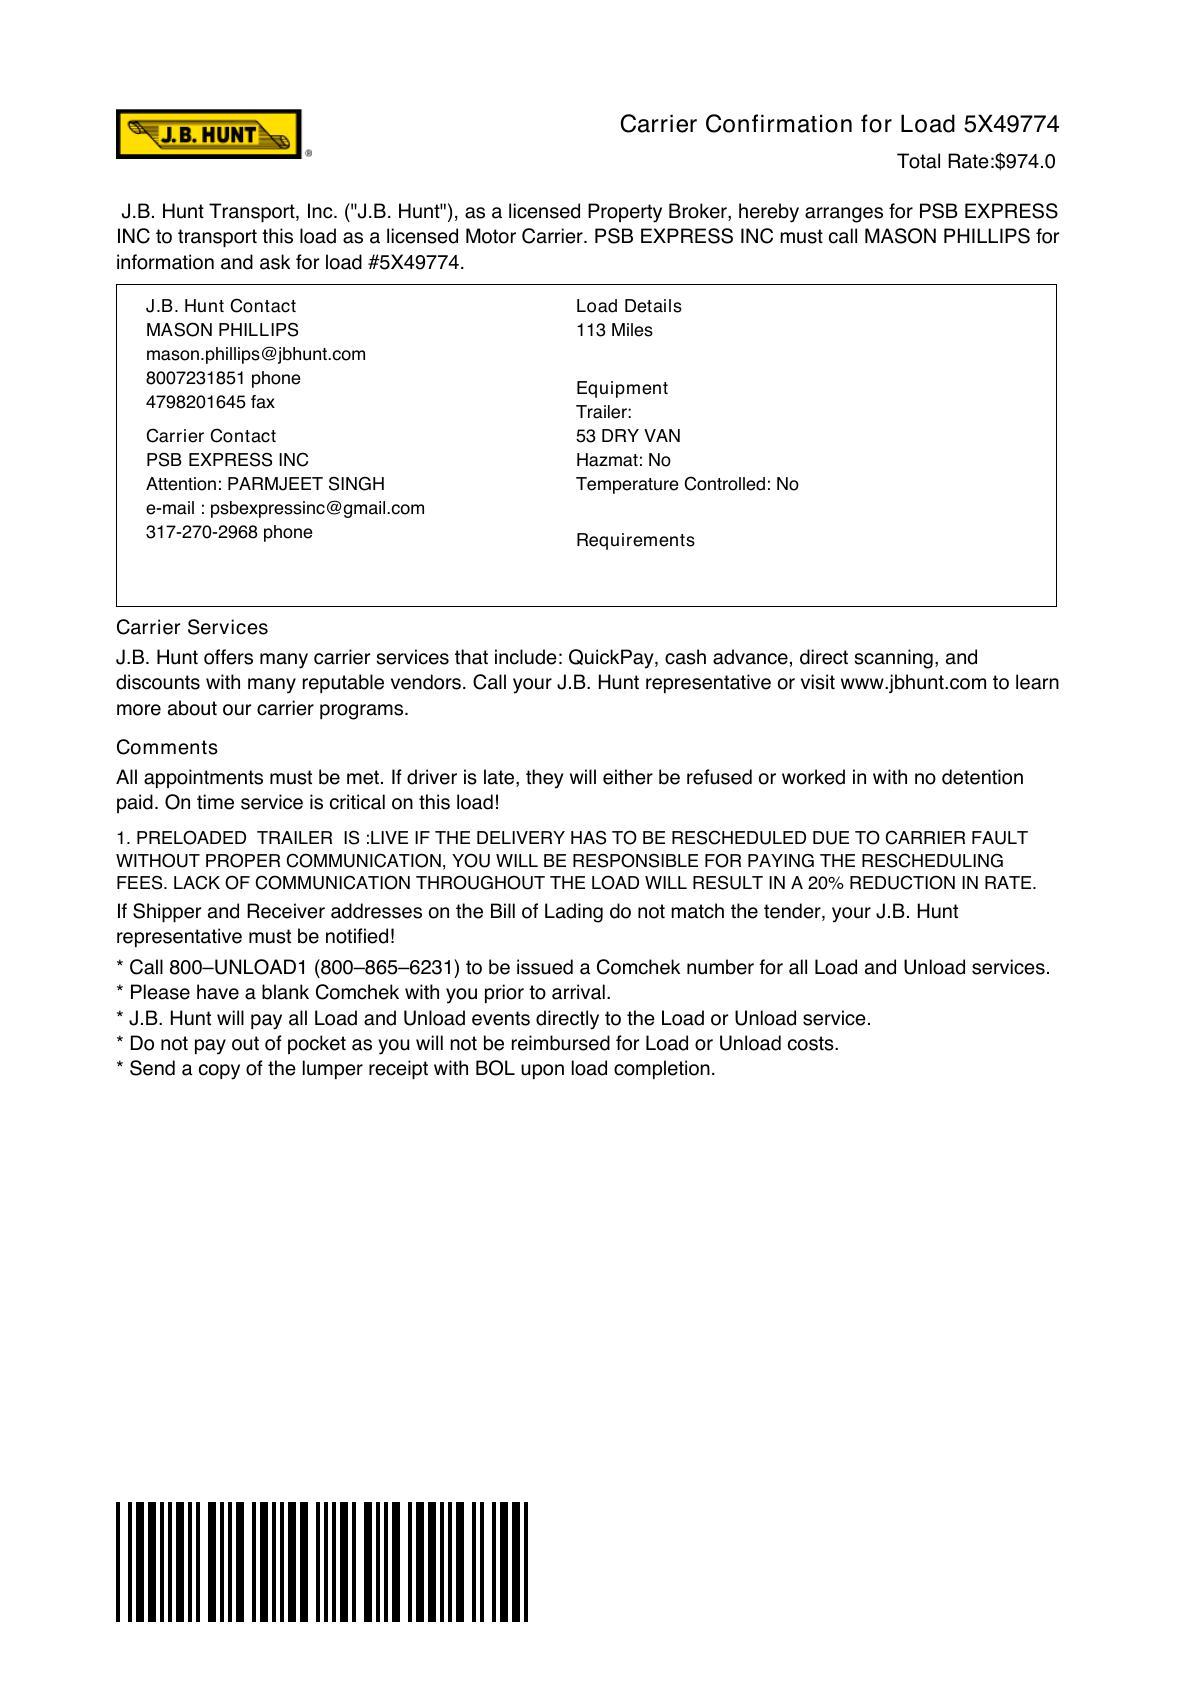 J.B. HUNT
®
Carrier Confirmation for Load 5X49774
Total Rate:$974.0
J.B. Hunt Transport, Inc. ("J.B. Hunt"), as a licensed Property Broker, hereby arranges for PSB EXPRESS
INC to transport this load as a licensed Motor Carrier. PSB EXPRESS INC must call MASON PHILLIPS for
information and ask for load #5X49774.
J.B. Hunt Contact
MASON PHILLIPS
mason.phillips@jbhunt.com
8007231851 phone
4798201645 fax
Carrier Contact
PSB EXPRESS INC
Attention: PARMJEET SINGH
e-mail : psbexpressinc@gmail.com
317-270-2968 phone
Load Details
113 Miles
Equipment
Trailer:
53 DRY VAN
Hazmat: No
Temperature Controlled: No
Requirements
Carrier Services
J.B. Hunt offers many carrier services that include: QuickPay, cash advance, direct scanning, and
discounts with many reputable vendors. Call your J.B. Hunt representative or visit www.jbhunt.com to learn
more about our carrier programs.
Comments
All appointments must be met. If driver is late, they will either be refused or worked in with no detention
paid. On time service is critical on this load!
1. PRELOADED  TRAILER  IS :LIVE IF THE DELIVERY HAS TO BE RESCHEDULED DUE TO CARRIER FAULT
WITHOUT PROPER COMMUNICATION, YOU WILL BE RESPONSIBLE FOR PAYING THE RESCHEDULING
FEES. LACK OF COMMUNICATION THROUGHOUT THE LOAD WILL RESULT IN A 20% REDUCTION IN RATE.
If Shipper and Receiver addresses on the Bill of Lading do not match the tender, your J.B. Hunt
representative must be notified!
* Call 800–UNLOAD1 (800–865–6231) to be issued a Comchek number for all Load and Unload services.
* Please have a blank Comchek with you prior to arrival.
* J.B. Hunt will pay all Load and Unload events directly to the Load or Unload service.
* Do not pay out of pocket as you will not be reimbursed for Load or Unload costs.
* Send a copy of the lumper receipt with BOL upon load completion.